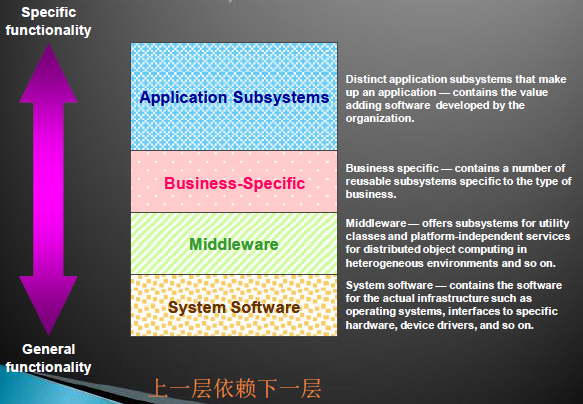 Specific
functionality
Application Subsystems
Distinct application subsystems that make
up an application — contains the value
adding software developed by the
organization.
Business-Specific
Business specific — contains a number of
reusable subsystems specific to the type of
business.
Middleware
Middleware — offers subsystems for utility
classes and platform-independent services
for distributed object computing in
heterogeneous environments and so on.
System Software
System software — contains the software
for the actual infrastructure such as
operating systems, interfaces to specific
hardware, device drivers, and so on.
General
functionality
上一层依赖下一层